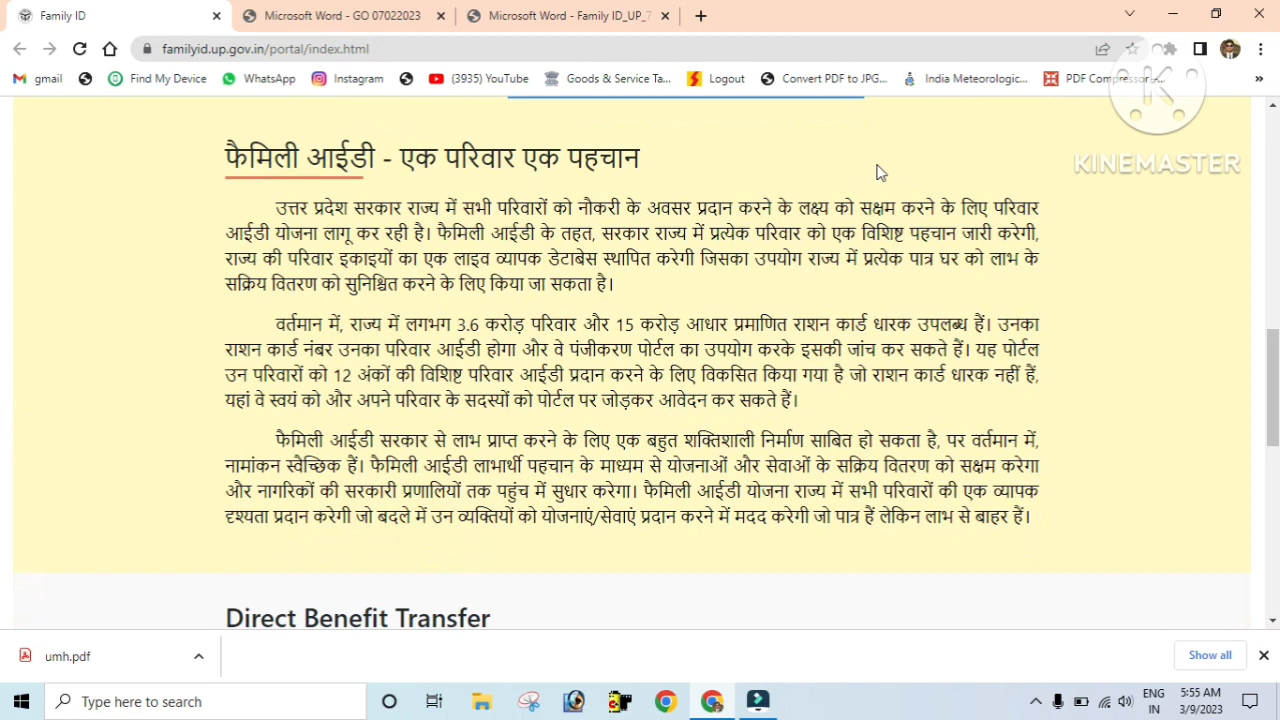 Family ID
Microsoft Word - GO 07022023
Microsoft Word - Family ID_UP_7
familyid.up.gov.in/portal/index.html
gmail
Find My Device
WhatsApp
Instagram
(3935) YouTube
Goods & Service Ta...
Logout
Convert PDF to JPG...
India Meteorologic...
PDF Compressor,...
K
KINEMASTER
फैमिली आईडी - एक परिवार एक पहचान
उत्तर प्रदेश सरकार राज्य में सभी परिवारों को नौकरी के अवसर प्रदान करने के लक्ष्य को सक्षम करने के लिए परिवार
आईडी योजना लागू कर रही है। फैमिली आईडी के तहत, सरकार राज्य में प्रत्येक परिवार को एक विशिष्ट पहचान जारी करेगी,
राज्य की परिवार इकाइयों का एक लाइव व्यापक डेटाबेस स्थापित करेगी जिसका उपयोग राज्य में प्रत्येक पात्र घर को लाभ के
सक्रिय वितरण को सुनिश्चित करने के लिए किया जा सकता है।
वर्तमान में, राज्य में लगभग 3.6 करोड़ परिवार और 15 करोड़ आधार प्रमाणित राशन कार्ड धारक उपलब्ध हैं। उनका
राशन कार्ड नंबर उनका परिवार आईडी होगा और वे पंजीकरण पोर्टल का उपयोग करके इसकी जांच कर सकते हैं। यह पोर्टल
उन परिवारों को 12 अंकों की विशिष्ट परिवार आईडी प्रदान करने के लिए विकसित किया गया है जो राशन कार्ड धारक नहीं हैं,
यहां वे स्वयं को और अपने परिवार के सदस्यों को पोर्टल पर जोड़कर आवेदन कर सकते हैं।
फैमिली आईडी सरकार से लाभ प्राप्त करने के लिए एक बहुत शक्तिशाली निर्माण साबित हो सकता है, पर वर्तमान में,
नामांकन स्वैच्छिक हैं। फैमिली आईडी लाभार्थी पहचान के माध्यम से योजनाओं और सेवाओं के सक्रिय वितरण को सक्षम करेगा
और नागरिकों की सरकारी प्रणालियों तक पहुंच में सुधार करेगा। फैमिली आईडी योजना राज्य में सभी परिवारों की एक व्यापक
दृश्यता प्रदान करेगी जो बदले में उन व्यक्तियों को योजनाएं/सेवाएं प्रदान करने में मदद करेगी जो पात्र हैं लेकिन लाभ से बाहर हैं।
Direct Benefit Transfer
umh.pdf
Show all
Type here to search
ENG
IN
5:55 AM
3/9/2023